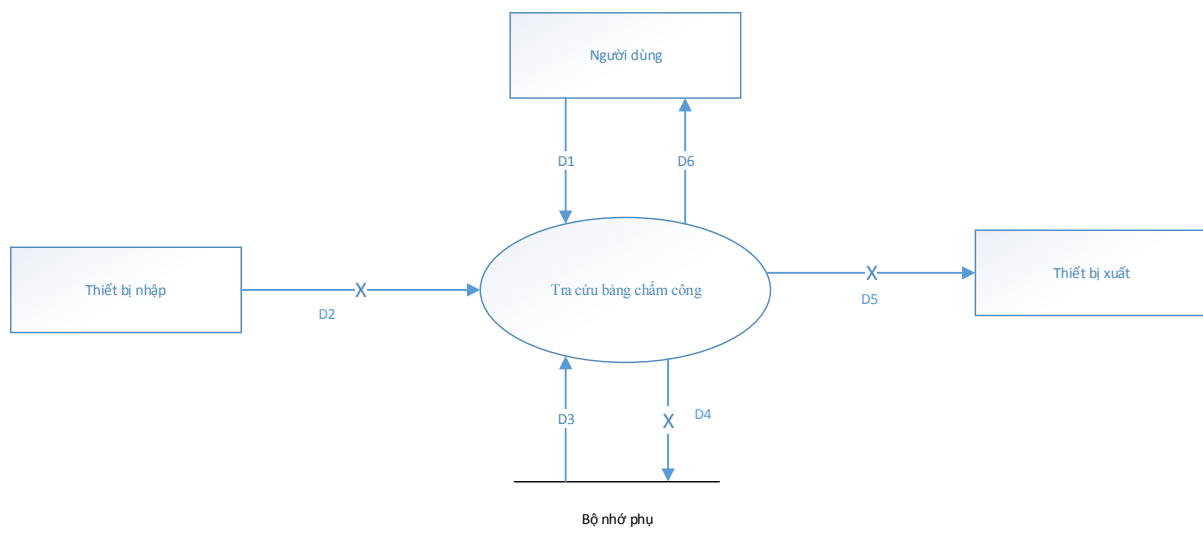 Người dùng
D1
D6
Thiết bị nhập
X
D2
Tra cứu bảng chấm công
X
D5
Thiết bị xuất
D3
X
D4
Bộ nhớ phụ